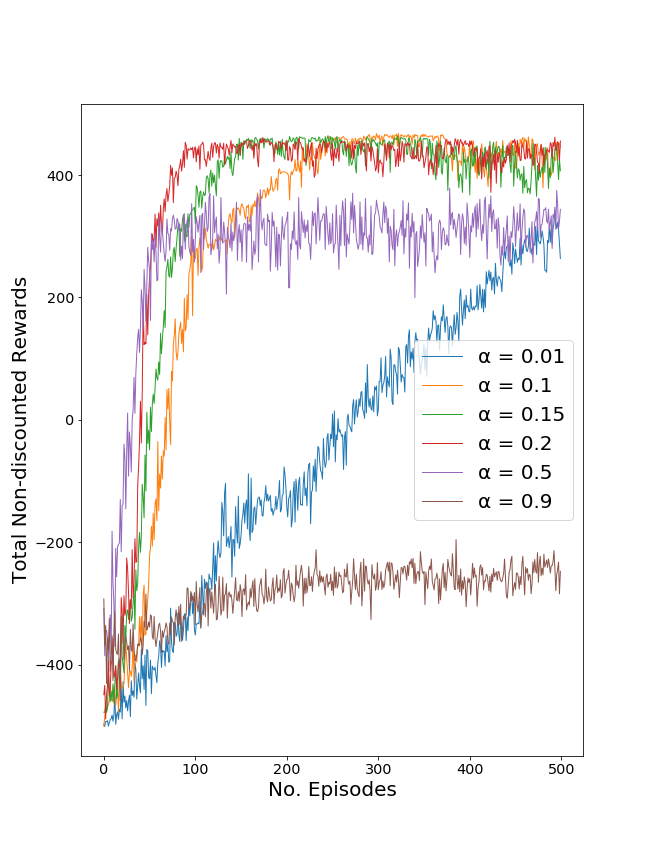 400
200
0
−200
−400
Total Non-discounted Rewards
α = 0.01
α = 0.1
α = 0.15
α = 0.2
α = 0.5
α = 0.9
0 100 200 300 400 500
No. Episodes